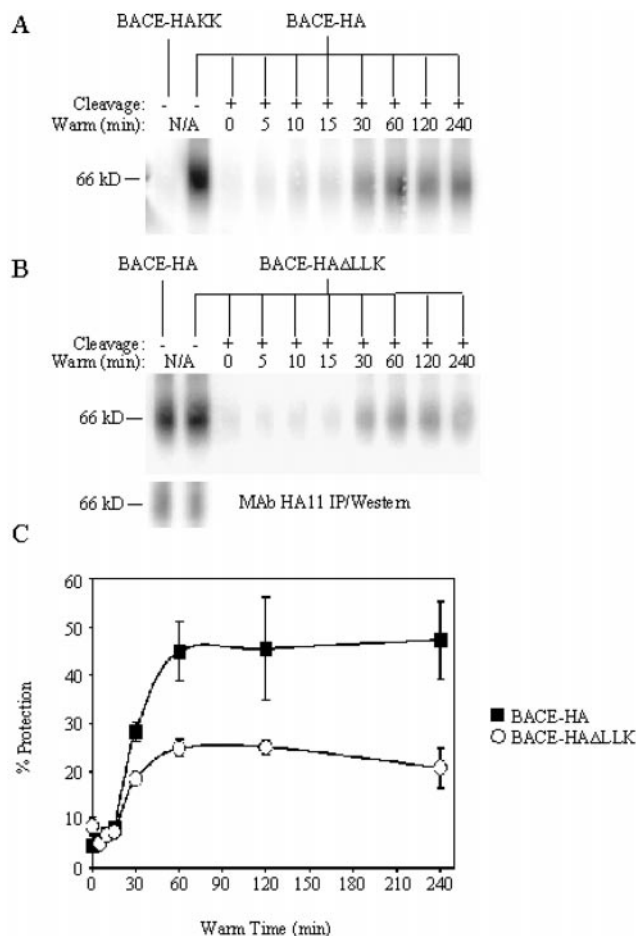 A
BACE-HAKK BACE-HA
Cleavage: - - + + + + + + + +
Warm (min) N/A 0 5 10 15 30 60 120 240
66 kD
B
BACE-HA BACE-HAΔLLK
Cleavage: - - + + + + + + + +
Warm (min) N/A 0 5 10 15 30 60 120 240
66 kD
66 kD MAb HA11 IP/Western
C
60
50
40
30
20
10
0
% Protection
0 30 60 90 120 150 180 210 240
Warm Time (min)
BACE-HA
BACE-HAΔLLK